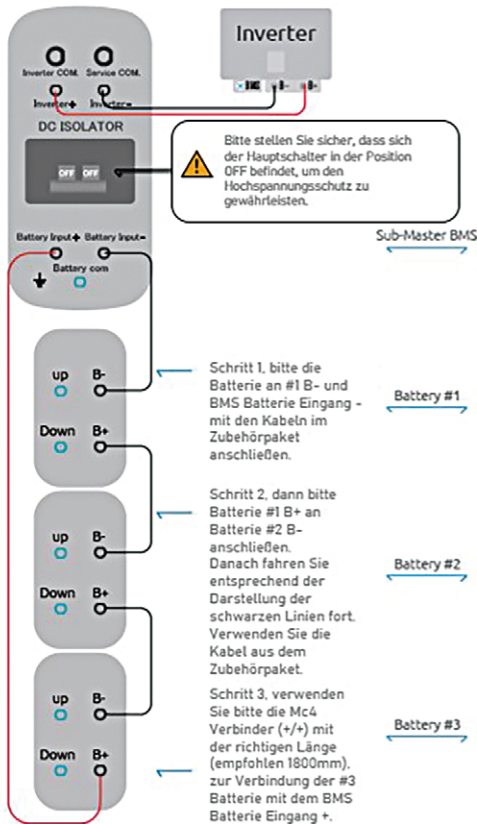 Inverter
Inverter COM. Service COM.
BMS B- B+
Inverter+ Inverter-
DC ISOLATOR
OFF OFF
Bitte stellen Sie sicher, dass sich
der Hauptschalter in der Position
OFF befindet, um den
Hochspannungsschutz zu
gewährleisten.
Battery Input+ Battery Input-
Battery com
Sub-Master BMS
up B-
Down B+
Schritt 1, bitte die
Batterie an #1 B- und
BMS Batterie Eingang -
mit den Kabeln im
Zubehörpaket
anschließen.
Battery #1
up B-
Down B+
Schritt 2, dann bitte
Batterie #1 B+ an
Batterie #2 B-
anschließen.
Danach fahren Sie
entsprechend der
Darstellung der
schwarzen Linien fort.
Verwenden Sie die
Kabel aus dem
Zubehörpaket.
Battery #2
up B-
Down B+
Schritt 3, verwenden
Sie bitte die Mc4
Verbinder (+/+) mit
der richtigen Länge
(empfohlen 1800mm),
zur Verbindung der #3
Batterie mit dem BMS
Batterie Eingang +.
Battery #3